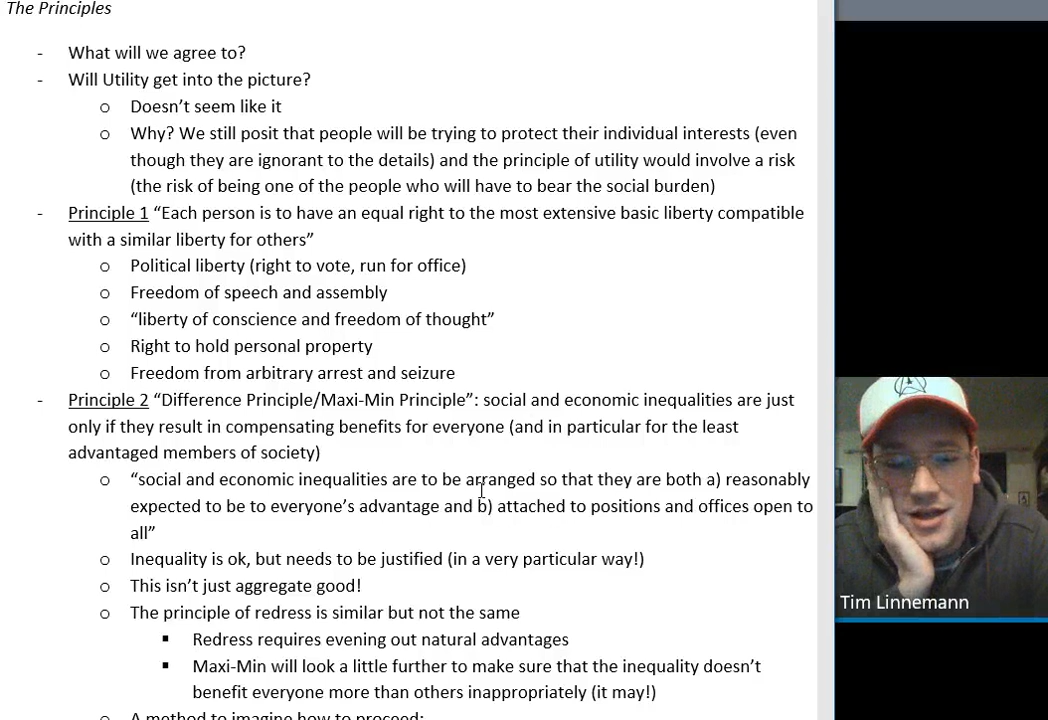 The Principles
- What will we agree to?
- Will Utility get into the picture?
o Doesn’t seem like it
o Why? We still posit that people will be trying to protect their individual interests (even
though they are ignorant to the details) and the principle of utility would involve a risk
(the risk of being one of the people who will have to bear the social burden)
- Principle 1 “Each person is to have an equal right to the most extensive basic liberty compatible
with a similar liberty for others”
o Political liberty (right to vote, run for office)
o Freedom of speech and assembly
o “liberty of conscience and freedom of thought”
o Right to hold personal property
o Freedom from arbitrary arrest and seizure
- Principle 2 “Difference Principle/Maxi-Min Principle”: social and economic inequalities are just
only if they result in compensating benefits for everyone (and in particular for the least
advantaged members of society)
o “social and economic inequalities are to be arranged so that they are both a) reasonably
expected to be to everyone’s advantage and b) attached to positions and offices open to
all”
o Inequality is ok, but needs to be justified (in a very particular way!)
o This isn’t just aggregate good!
o The principle of redress is similar but not the same
▪ Redress requires evening out natural advantages
▪ Maxi-Min will look a little further to make sure that the inequality doesn’t
benefit everyone more than others inappropriately (it may!)
o A method to imagine how to proceed:
Tim Linnemann